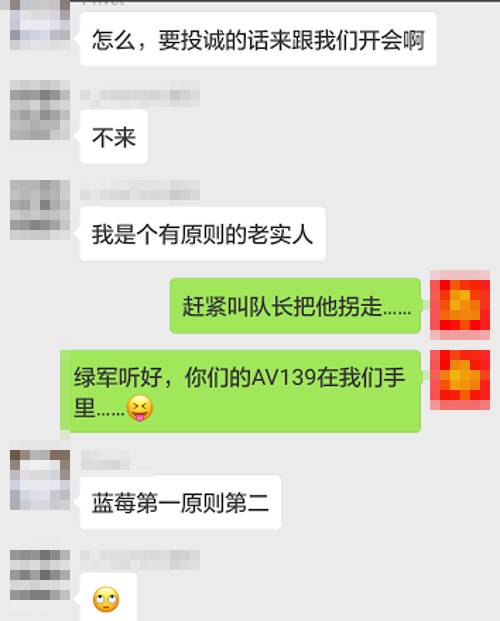 怎么，要投诚的话来跟我们开会啊
不来
我是个有原则的老实人
赶紧叫队长把他拐走……
绿军听好，你们的AV139在我们手
里……😝
蓝莓第一原则第二
🙄